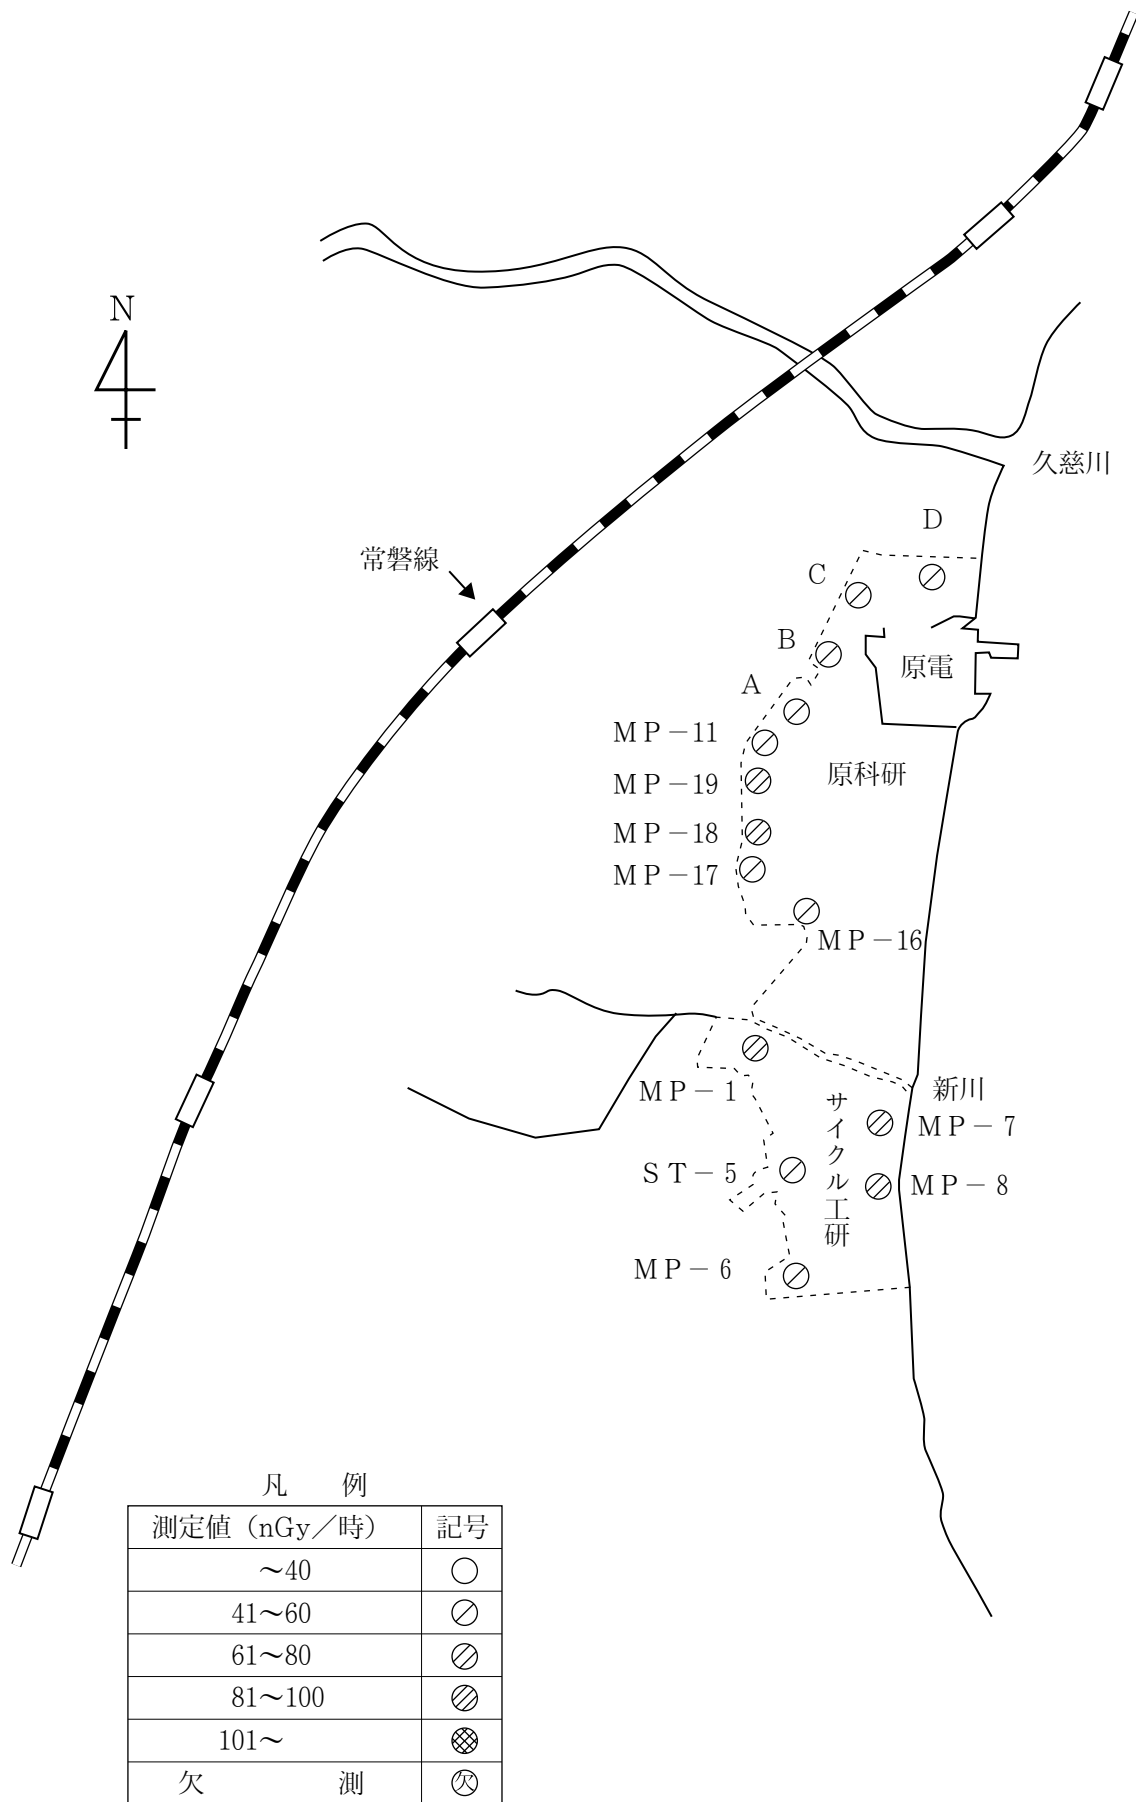 N
久慈川
D
常磐線
C
B
原電
A
ＭＰ－11
原科研
ＭＰ－19
ＭＰ－18
ＭＰ－17
ＭＰ－16
新川
ＭＰ－１
サイクル工研
ＭＰ－７
ＳＴ－５
ＭＰ－８
ＭＰ－６
凡　例
測定値（nGy／時）　記号
～40
41～60
61～80
81～100
101～
欠　測　欠